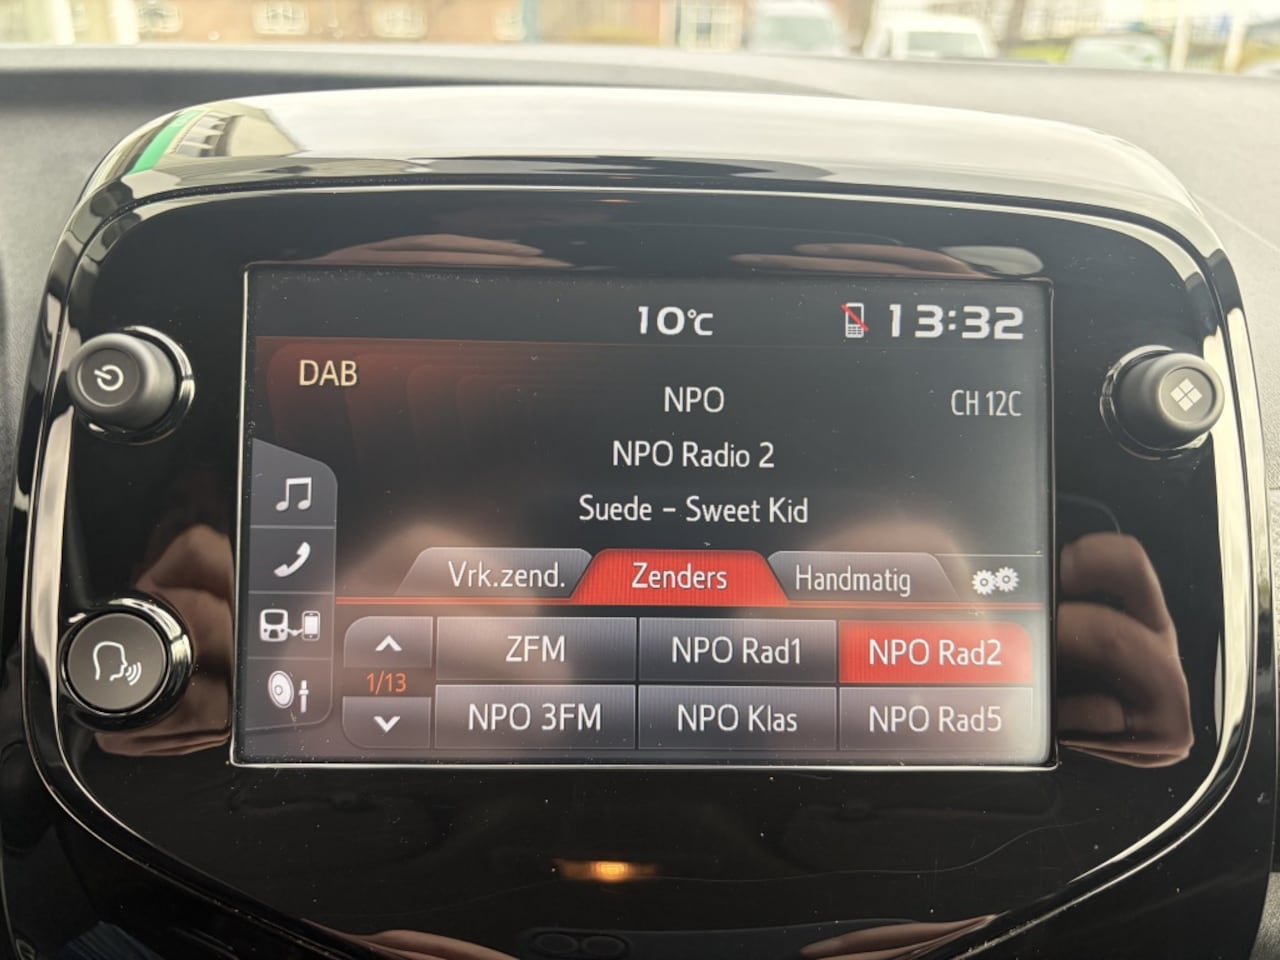 10°C 13:32
DAB
NPO
CH 12C
NPO Radio 2
Suede - Sweet Kid
Vrk.zend. Zenders Handmatig
ZFM NPO Rad1 NPO Rad2
1/13
NPO 3FM NPO Klas NPO Rad5